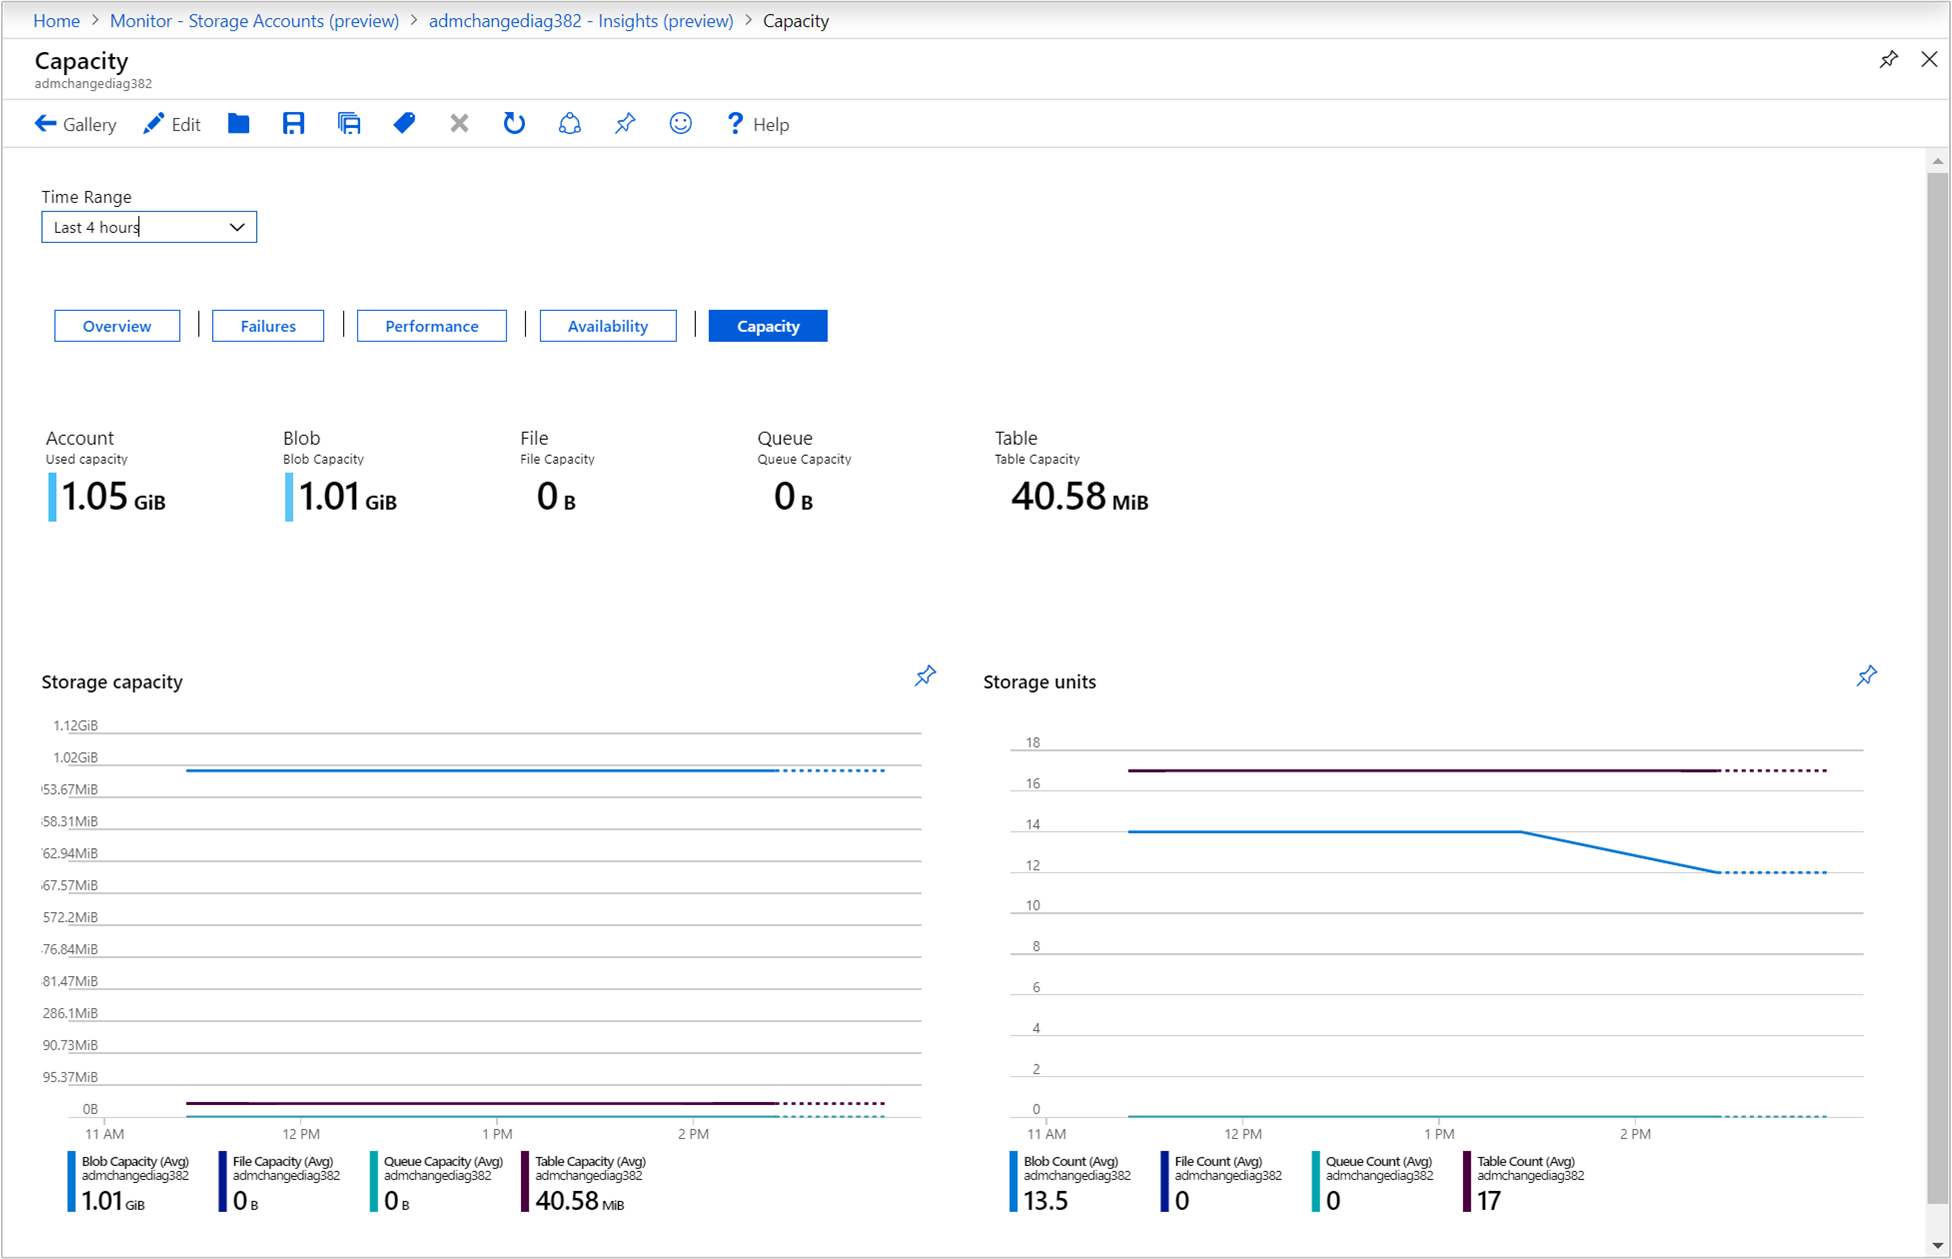 Home > Monitor - Storage Accounts (preview) > admchangediag382 - Insights (preview) > Capacity
Capacity
admchangediag382
Gallery Edit Help
Time Range
Last 4 hours
Overview | Failures | Performance | Availability | Capacity
Account Blob File Queue Table
Used capacity Blob Capacity File Capacity Queue Capacity Table Capacity
1.05 GiB 1.01 GiB 0 B 0 B 40.58 MiB
Storage capacity
1.12GiB
1.02GiB
53.67MiB
58.31MiB
62.94MiB
67.57MiB
572.2MiB
76.84MiB
81.47MiB
286.1MiB
90.73MiB
95.37MiB
0B
11 AM 12 PM 1 PM 2 PM
Blob Capacity (Avg) File Capacity (Avg) Queue Capacity (Avg) Table Capacity (Avg)
admchangediag382 admchangediag382 admchangediag382 admchangediag382
1.01 GiB 0 B 0 B 40.58 MiB
Storage units
18
16
14
12
10
8
6
4
2
0
11 AM 12 PM 1 PM 2 PM
Blob Count (Avg) File Count (Avg) Queue Count (Avg) Table Count (Avg)
admchangediag382 admchangediag382 admchangediag382 admchangediag382
13.5 0 0 17